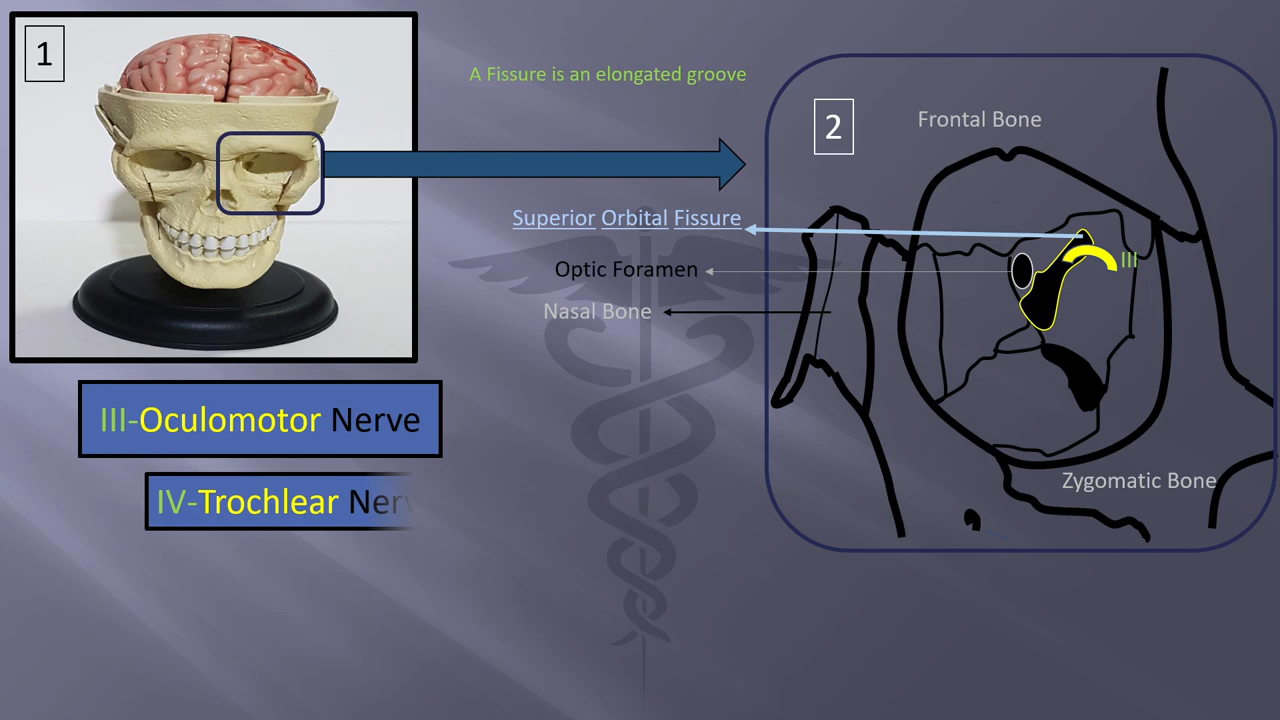 1
A Fissure is an elongated groove
2
Frontal Bone
Superior Orbital Fissure
Optic Foramen
III
Nasal Bone
III-Oculomotor Nerve
Zygomatic Bone
IV-Trochlear